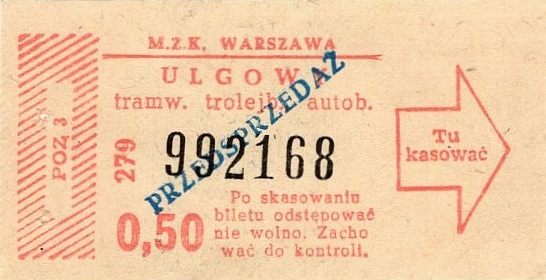 M.Z.K. WARSZAWA
ULGOWY
tramw. trolejb. autob.
PRZEDSPRZEDAŻ
POZ 3
279
992168
Tu
kasować
0,50
Po skasowaniu
biletu odstępować
nie wolno. Zacho
wać do kontroli.